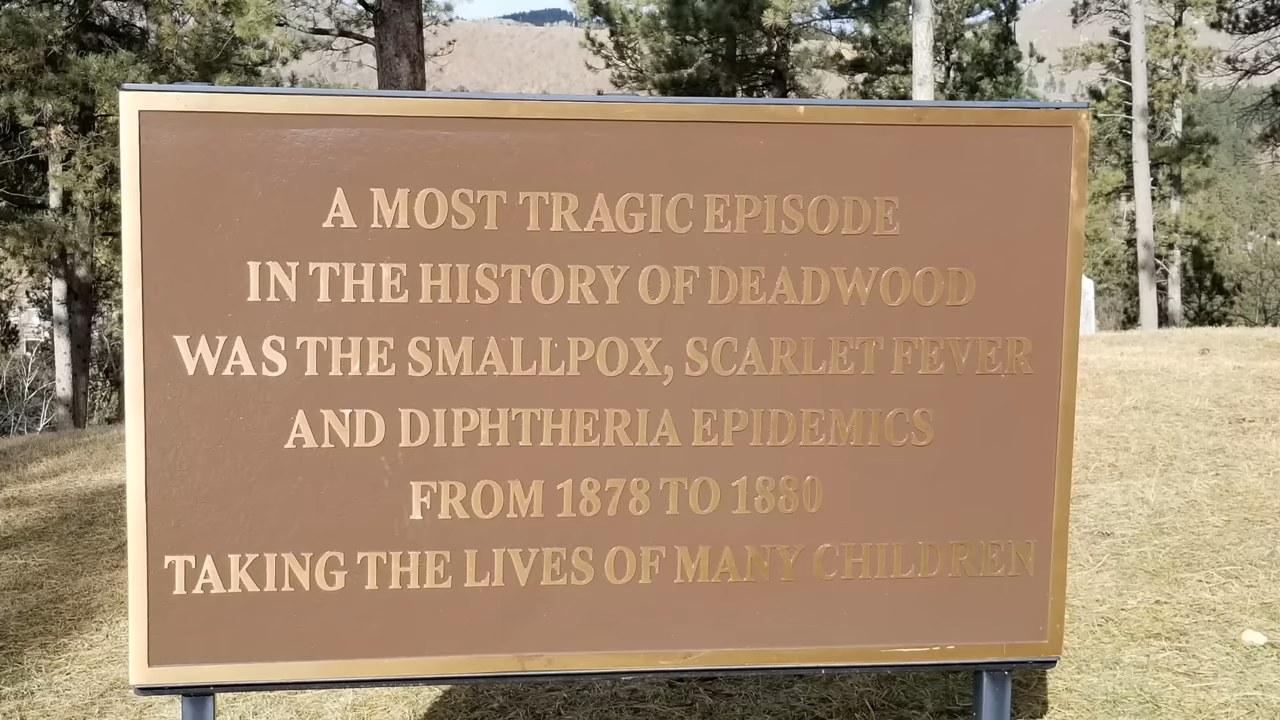 A MOST TRAGIC EPISODE
IN THE HISTORY OF DEADWOOD
WAS THE SMALLPOX, SCARLET FEVER
AND DIPHTHERIA EPIDEMICS
FROM 1878 TO 1880
TAKING THE LIVES OF MANY CHILDREN